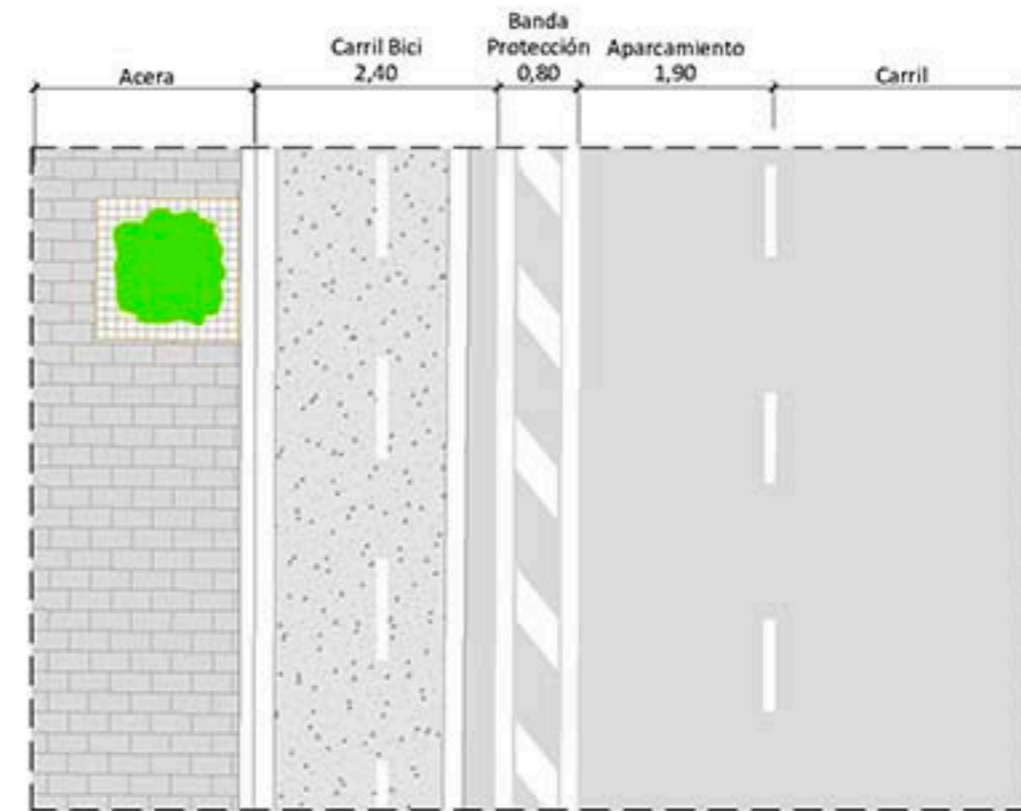 Acera
Carril Bici
2,40
Banda
Protección
0,80
Aparcamiento
1,90
Carril